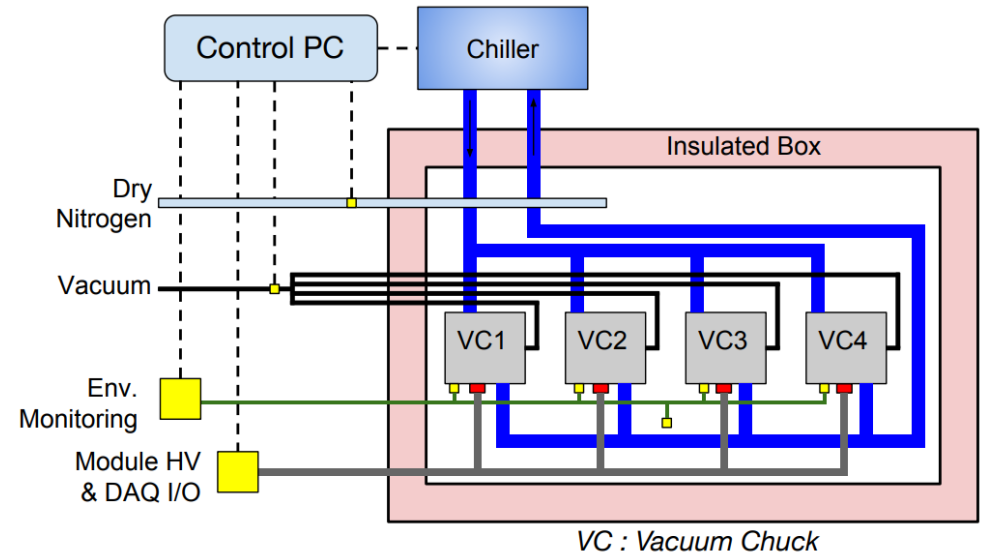 Control PC
Chiller
Insulated Box
Dry
Nitrogen
Vacuum
VC1
VC2
VC3
VC4
Env.
Monitoring
Module HV
& DAQ I/O
VC : Vacuum Chuck